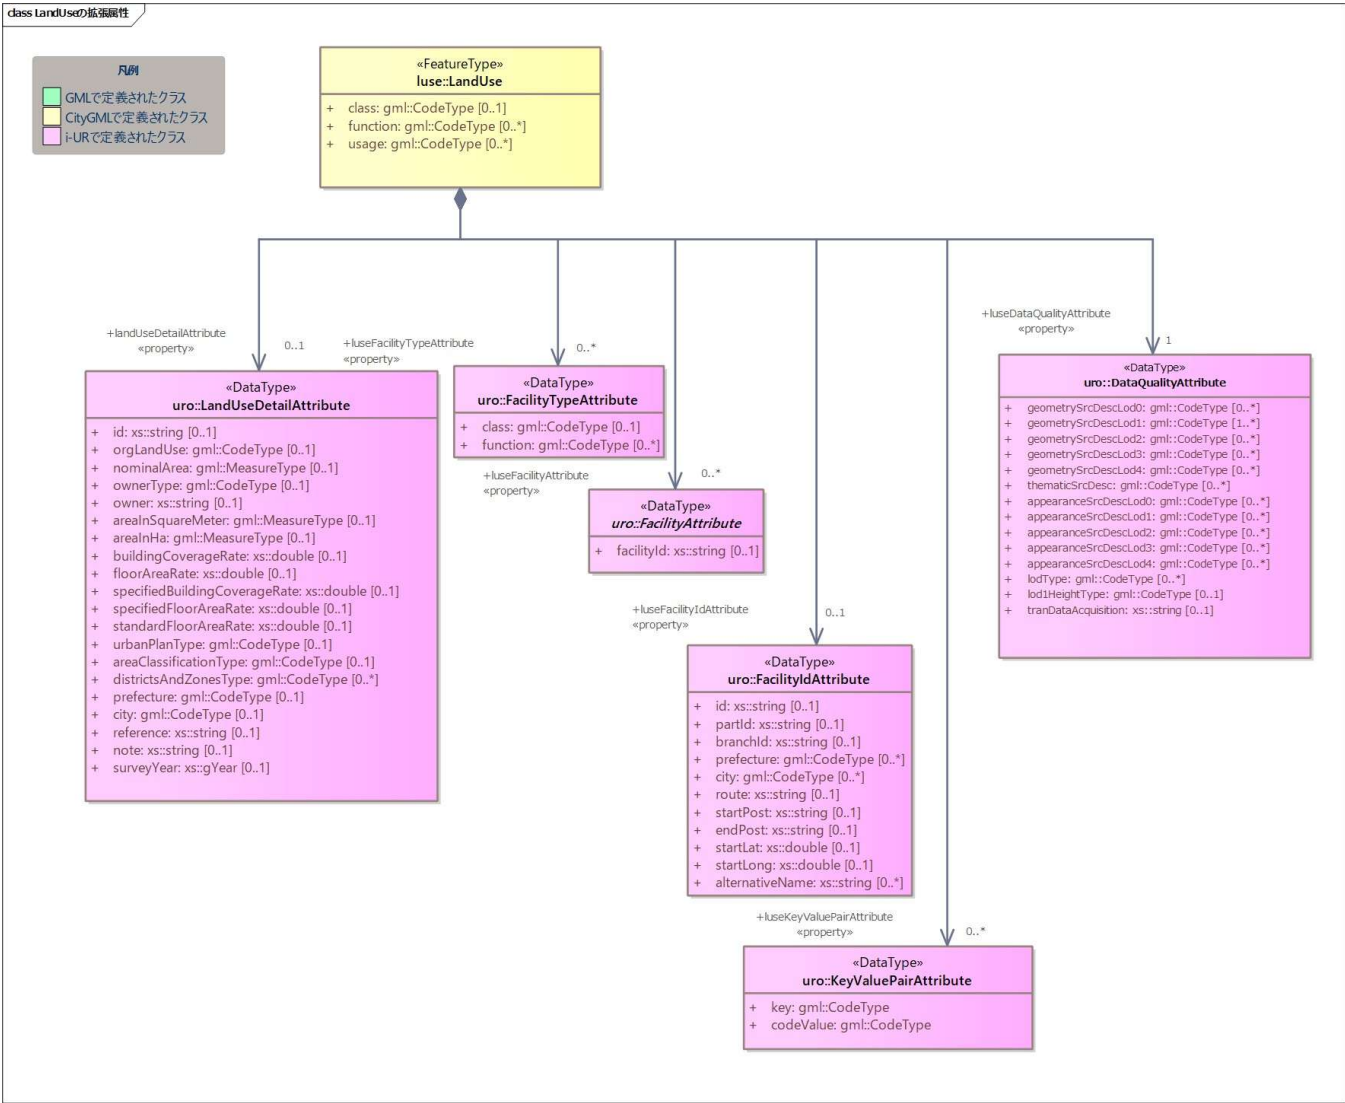 class LandUseの拡張属性
凡例
GMLで定義されたクラス
CityGMLで定義されたクラス
i-URで定義されたクラス
«FeatureType»
luse::LandUse
+ class: gml::CodeType [0..1]
+ function: gml::CodeType [0..*]
+ usage: gml::CodeType [0..*]
+landUseDetailAttribute
«property»
0..1
«DataType»
uro::LandUseDetailAttribute
+ id: xs::string [0..1]
+ orgLandUse: gml::CodeType [0..1]
+ nominalArea: gml::MeasureType [0..1]
+ ownerType: gml::CodeType [0..1]
+ owner: xs::string [0..1]
+ areaInSquareMeter: gml::MeasureType [0..1]
+ areaInHa: gml::MeasureType [0..1]
+ buildingCoverageRate: xs::double [0..1]
+ floorAreaRate: xs::double [0..1]
+ specifiedBuildingCoverageRate: xs::double [0..1]
+ specifiedFloorAreaRate: xs::double [0..1]
+ standardFloorAreaRate: xs::double [0..1]
+ urbanPlanType: gml::CodeType [0..1]
+ areaClassificationType: gml::CodeType [0..1]
+ districtsAndZonesType: gml::CodeType [0..*]
+ prefecture: gml::CodeType [0..1]
+ city: gml::CodeType [0..1]
+ reference: xs::string [0..1]
+ note: xs::string [0..1]
+ surveyYear: xs::gYear [0..1]
+luseFacilityTypeAttribute
«property»
0..*
«DataType»
uro::FacilityTypeAttribute
+ class: gml::CodeType [0..1]
+ function: gml::CodeType [0..*]
+luseFacilityAttribute
«property»
0..*
«DataType»
uro::FacilityAttribute
+ facilityId: xs::string [0..1]
+luseFacilityIdAttribute
«property»
0..1
«DataType»
uro::FacilityIdAttribute
+ id: xs::string [0..1]
+ partId: xs::string [0..1]
+ branchId: xs::string [0..1]
+ prefecture: gml::CodeType [0..*]
+ city: gml::CodeType [0..*]
+ route: xs::string [0..1]
+ startPost: xs::string [0..1]
+ endPost: xs::string [0..1]
+ startLat: xs::double [0..1]
+ startLong: xs::double [0..1]
+ alternativeName: xs::string [0..*]
+luseKeyValuePairAttribute
«property»
0..*
«DataType»
uro::KeyValuePairAttribute
+ key: gml::CodeType
+ codeValue: gml::CodeType
+luseDataQualityAttribute
«property»
1
«DataType»
uro::DataQualityAttribute
+ geometrySrcDescLod0: gml::CodeType [0..*]
+ geometrySrcDescLod1: gml::CodeType [1..*]
+ geometrySrcDescLod2: gml::CodeType [0..*]
+ geometrySrcDescLod3: gml::CodeType [0..*]
+ geometrySrcDescLod4: gml::CodeType [0..*]
+ thematicSrcDesc: gml::CodeType [0..*]
+ appearanceSrcDescLod0: gml::CodeType [0..*]
+ appearanceSrcDescLod1: gml::CodeType [0..*]
+ appearanceSrcDescLod2: gml::CodeType [0..*]
+ appearanceSrcDescLod3: gml::CodeType [0..*]
+ appearanceSrcDescLod4: gml::CodeType [0..*]
+ lodType: gml::CodeType [0..*]
+ lod1HeightType: gml::CodeType [0..1]
+ tranDataAcquisition: xs::string [0..1]